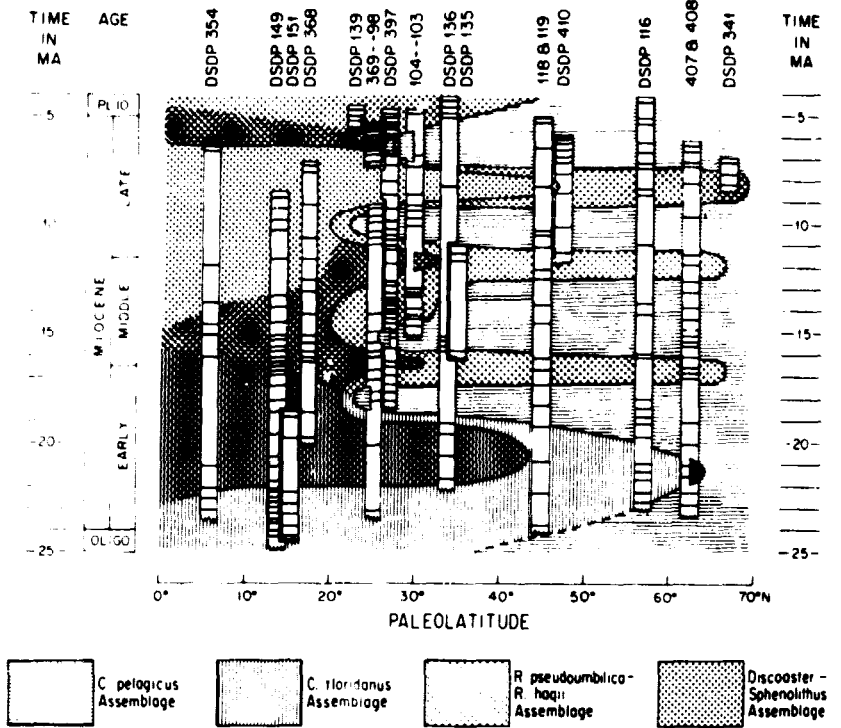 TIME IN MA
AGE
DSDP 354
DSDP 149
DSDP 151
DSDP 368
DSDP 139
369--98
DSDP 397
104--103
DSDP 136
DSDP 135
118 & 119
DSDP 410
DSDP 116
407 & 408
DSDP 341
TIME IN MA
PLIO
MIOCENE
LATE
MIDDLE
EARLY
OLIGO
-5-
10-
15-
-20-
-25-
-5-
-10-
-15-
-20-
-25-
0° 10° 20° 30° 40° 50° 60° 70°N
PALEOLATITUDE
C. pelagicus
Assemblage
C. floridanus
Assemblage
R. pseudoumbilica-
R. hagii
Assemblage
Discoaster -
Sphenolithus
Assemblage